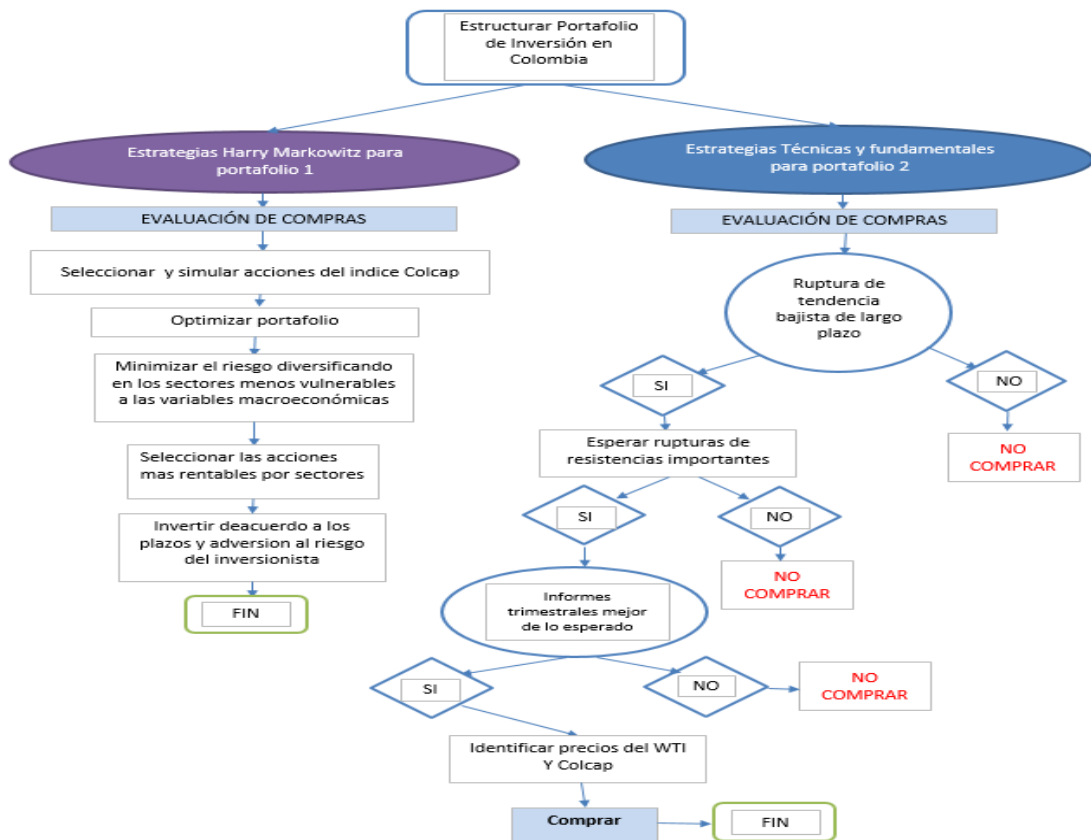 Estructurar Portafolio
de Inversión en
Colombia
Estrategias Harry Markowitz para
portafolio 1
EVALUACIÓN DE COMPRAS
Seleccionar y simular acciones del indice Colcap
Optimizar portafolio
Minimizar el riesgo diversificando
en los sectores menos vulnerables
a las variables macroeconómicas
Seleccionar las acciones
mas rentables por sectores
Invertir deacuerdo a los
plazos y adversion al riesgo
del inversionista
FIN
Estrategias Técnicas y fundamentales
para portafolio 2
EVALUACIÓN DE COMPRAS
Ruptura de
tendencia
bajista de largo
plazo
SI
NO
NO
COMPRAR
Esperar rupturas de
resistencias importantes
SI
NO
NO
COMPRAR
Informes
trimestrales mejor
de lo esperado
SI
NO
NO
COMPRAR
Identificar precios del WTI
Y Colcap
Comprar
FIN